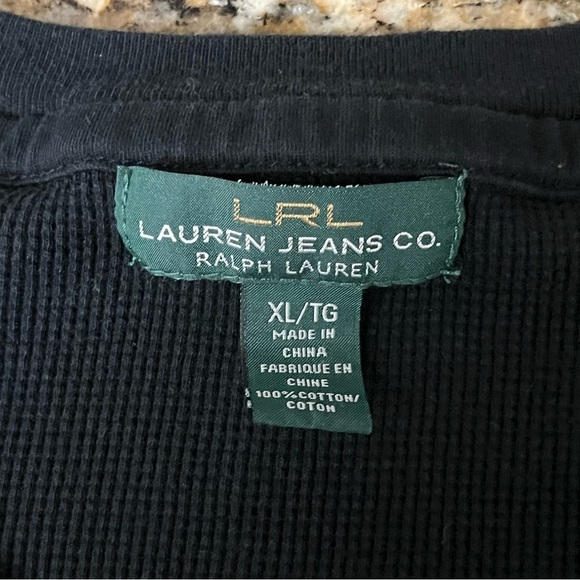 LRL
LAUREN JEANS CO.
RALPH LAUREN
XL/TG
MADE IN
CHINA
FABRIQUE EN
CHINE
100%COTTON/
COTON